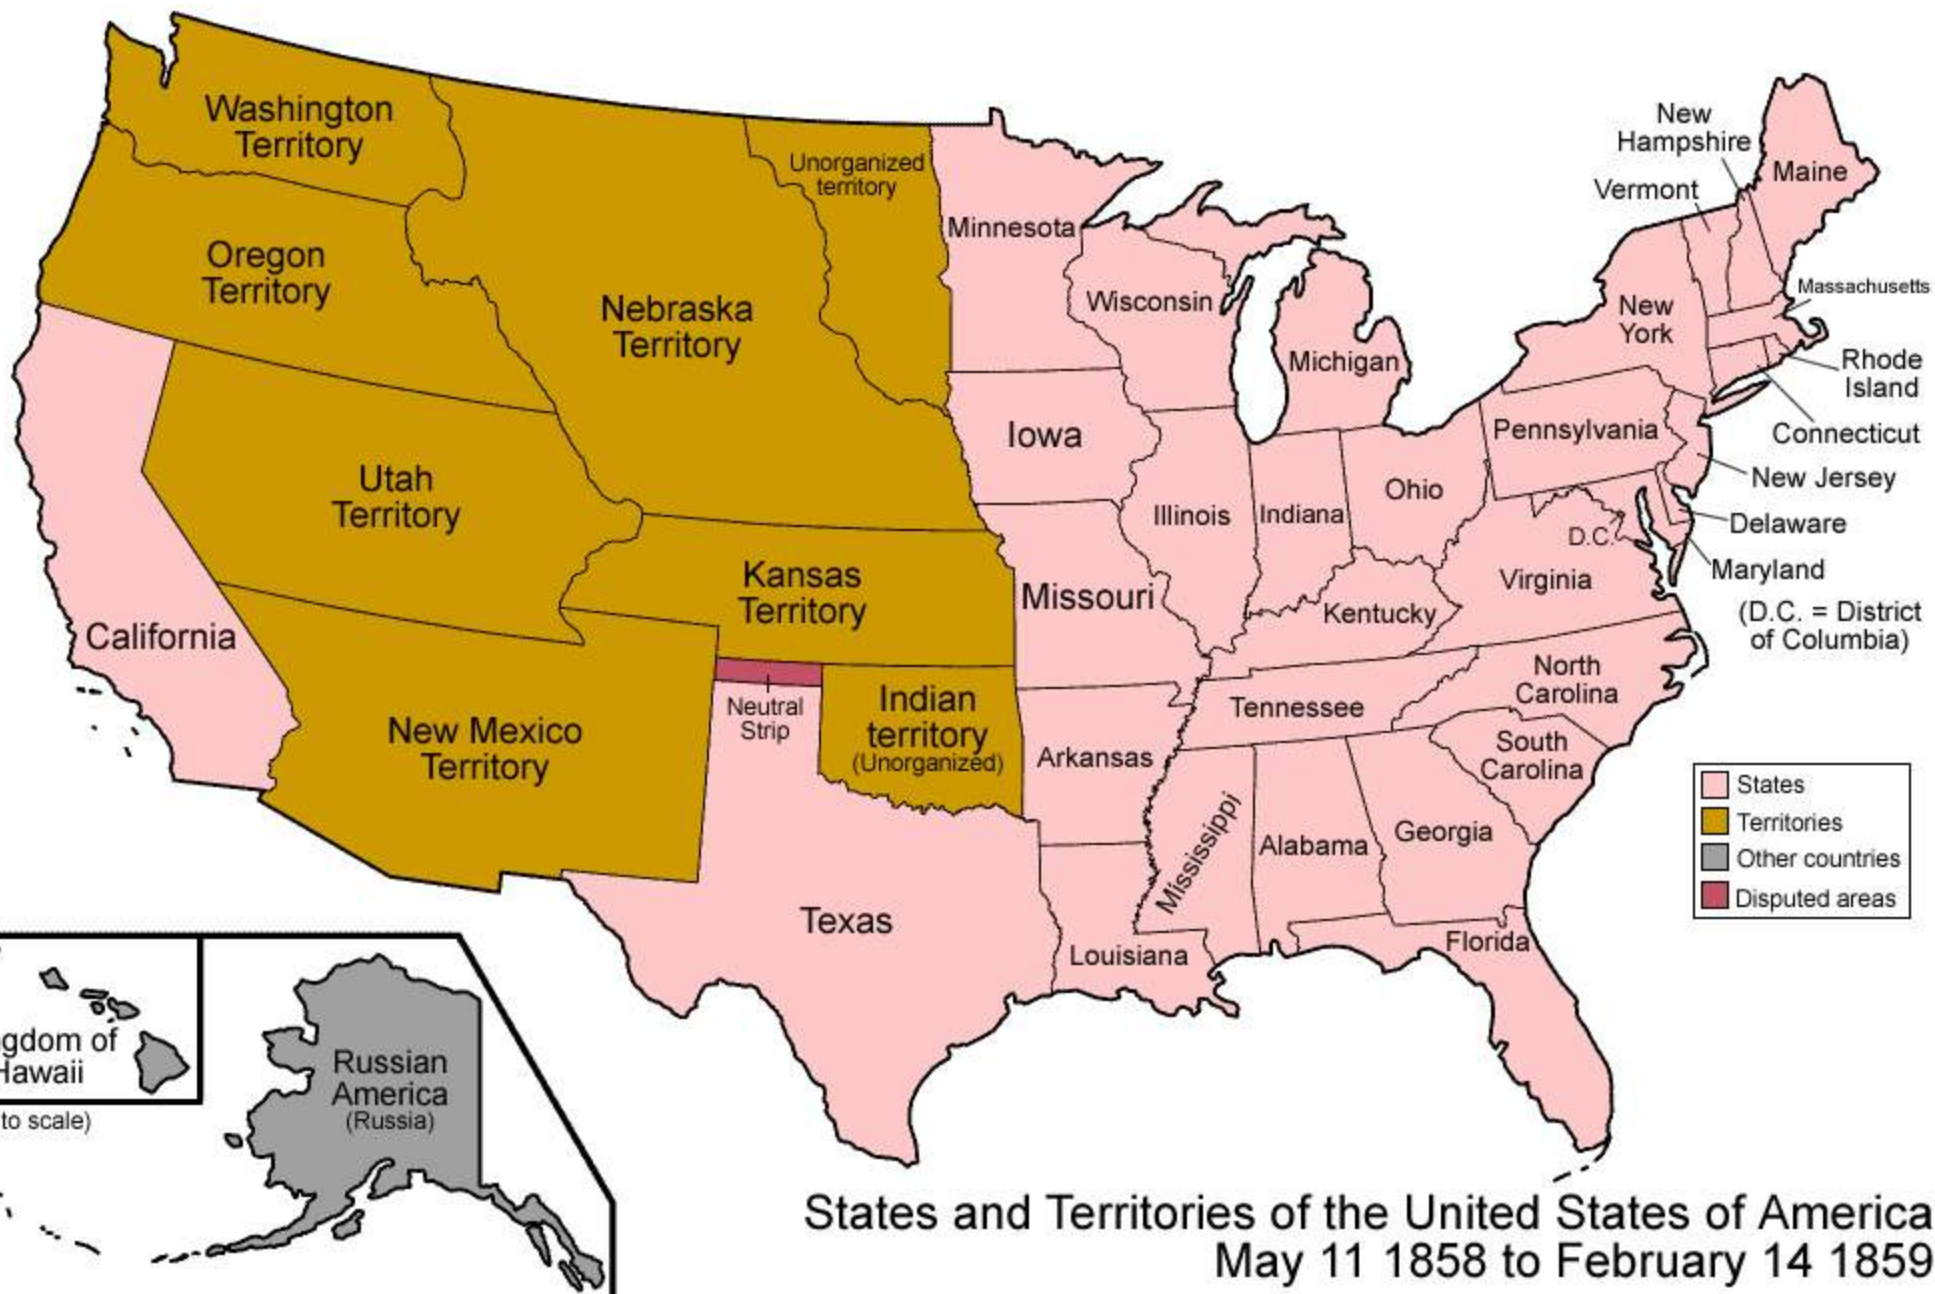 Washington
Territory
Oregon
Territory
Nebraska
Territory
Unorganized
territory
Utah
Territory
Kansas
Territory
New Mexico
Territory
Neutral
Strip
Indian
territory
(Unorganized)
California
Texas
Minnesota
Iowa
Missouri
Arkansas
Louisiana
Wisconsin
Illinois
Michigan
Indiana
Ohio
Kentucky
Tennessee
Mississippi
Alabama
Georgia
Florida
South
Carolina
North
Carolina
Virginia
D.C.
Pennsylvania
New
York
New
Hampshire
Vermont
Maine
Massachusetts
Rhode
Island
Connecticut
New Jersey
Delaware
Maryland
(D.C. = District
of Columbia)
States
Territories
Other countries
Disputed areas
gdom of
Hawaii
to scale)
Russian
America
(Russia)
States and Territories of the United States of America
May 11 1858 to February 14 1859